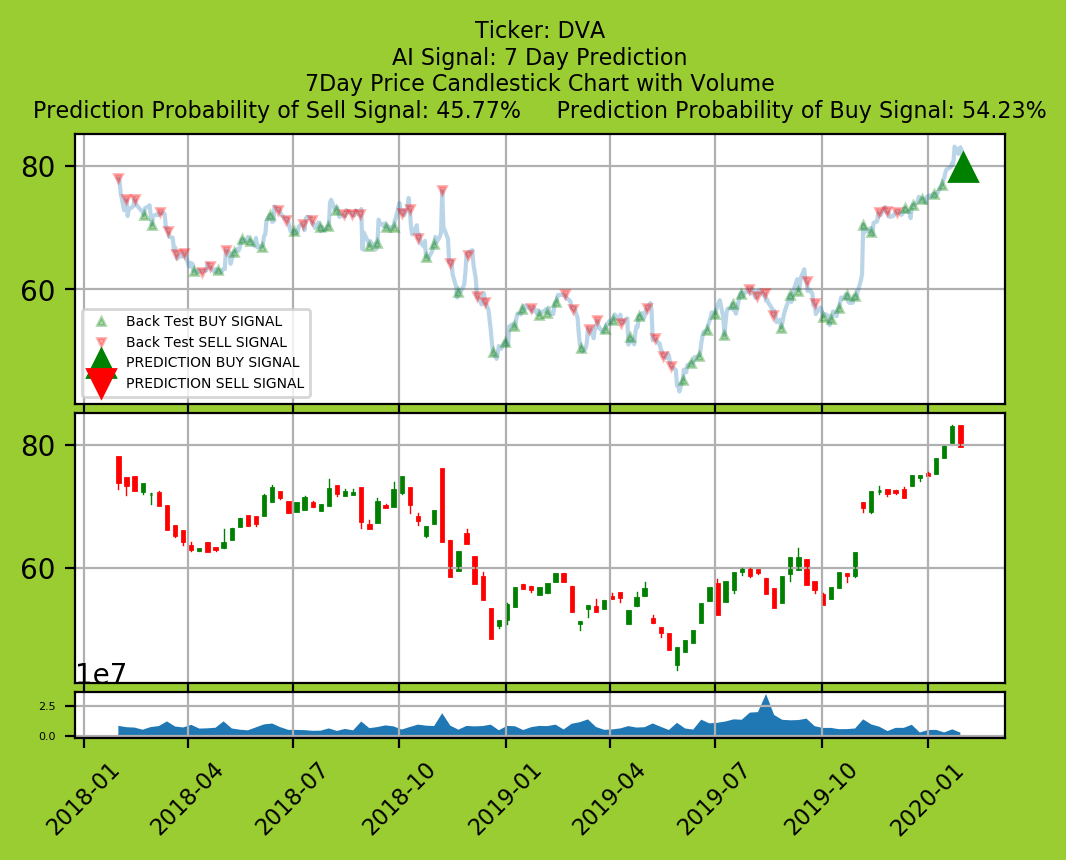 Ticker: DVA
AI Signal: 7 Day Prediction
7Day Price Candlestick Chart with Volume
Prediction Probability of Sell Signal: 45.77%     Prediction Probability of Buy Signal: 54.23%
80
60
Back Test BUY SIGNAL
Back Test SELL SIGNAL
PREDICTION BUY SIGNAL
PREDICTION SELL SIGNAL
80
60
1e7
2.5
0.0
2018-01
2018-04
2018-07
2018-10
2019-01
2019-04
2019-07
2019-10
2020-01